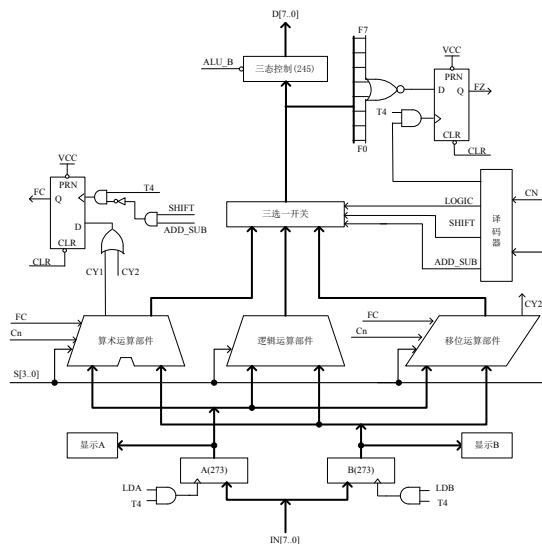 D[7..0]
ALU_B
三态控制(245)
F7
F0
VCC
PRN
D
Q
FZ
T4
CLR
CLR
VCC
PRN
FC
Q
D
CLR
CLR
T4
SHIFT
ADD_SUB
CY1
CY2
三选一开关
LOGIC
SHIFT
ADD_SUB
译码器
CN
CY2
FC
Cn
算术运算部件
逻辑运算部件
FC
Cn
移位运算部件
S[3..0]
显示A
显示B
A(273)
B(273)
LDA
T4
LDB
T4
IN[7..0]